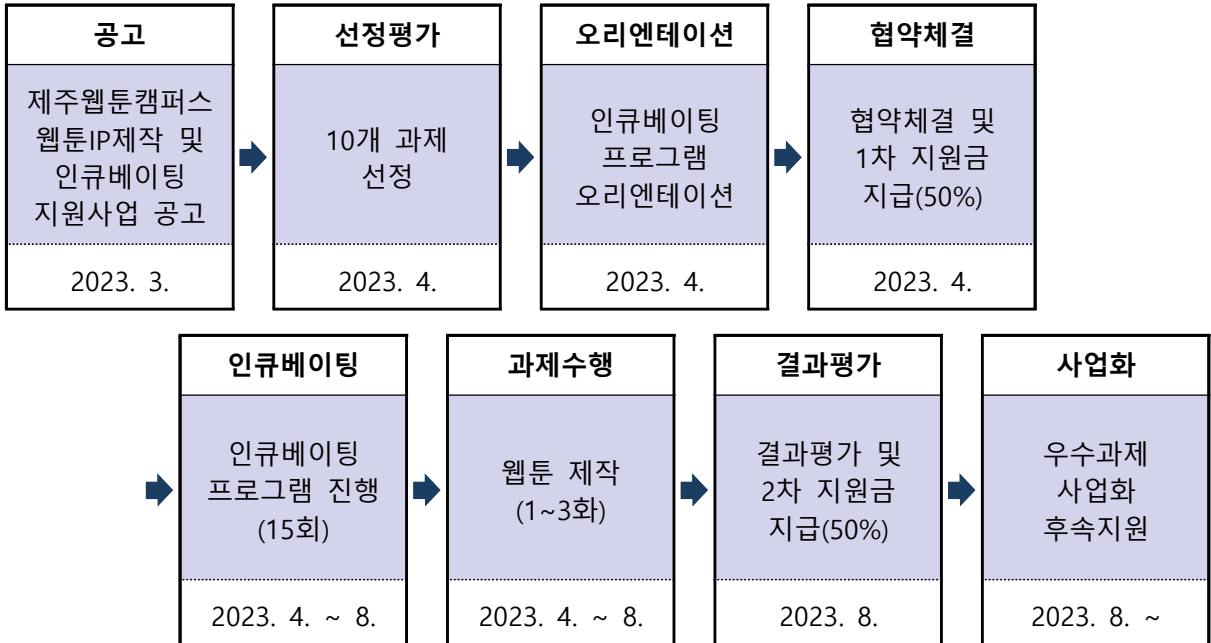 공고
제주웹툰캠퍼스
웹툰IP제작 및
인큐베이팅
지원사업 공고
2023. 3.
선정평가
10개 과제
선정
2023. 4.
오리엔테이션
인큐베이팅
프로그램
오리엔테이션
2023. 4.
협약체결
협약체결 및
1차 지원금
지급(50%)
2023. 4.
인큐베이팅
인큐베이팅
프로그램 진행
(15회)
2023. 4. ~ 8.
과제수행
웹툰 제작
(1~3화)
2023. 4. ~ 8.
결과평가
결과평가 및
2차 지원금
지급(50%)
2023. 8.
사업화
우수과제
사업화
후속지원
2023. 8. ~